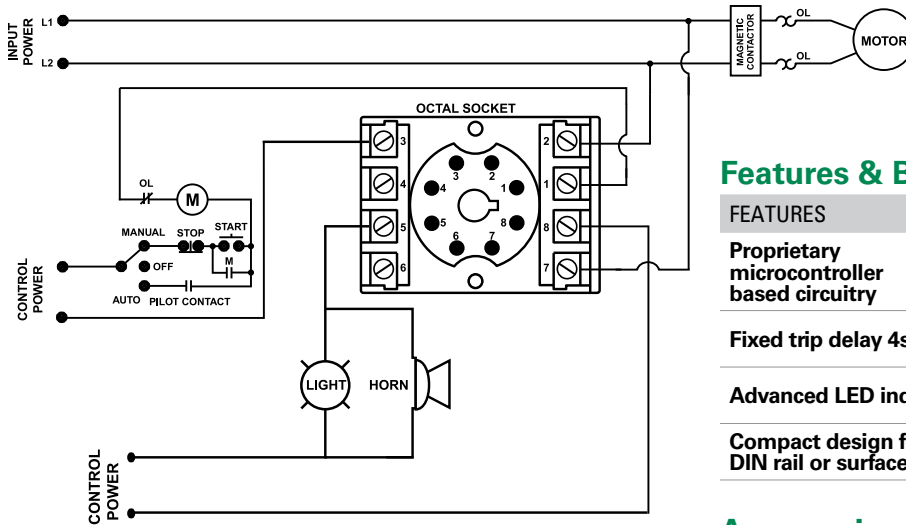 INPUT
POWER
L1
L2
MAGNETIC
CONTACTOR
OL
OL
MOTOR
OCTAL SOCKET
3
4
5
6
2
1
8
7
3
2
4
1
5
8
6
7
OL
M
MANUAL
STOP
START
OFF
M
AUTO
PILOT CONTACT
CONTROL
POWER
LIGHT
HORN
CONTROL
POWER
Features & B
FEATURES
Proprietary
microcontroller
based circuitry
Fixed trip delay 4s
Advanced LED ind
Compact design f
DIN rail or surface